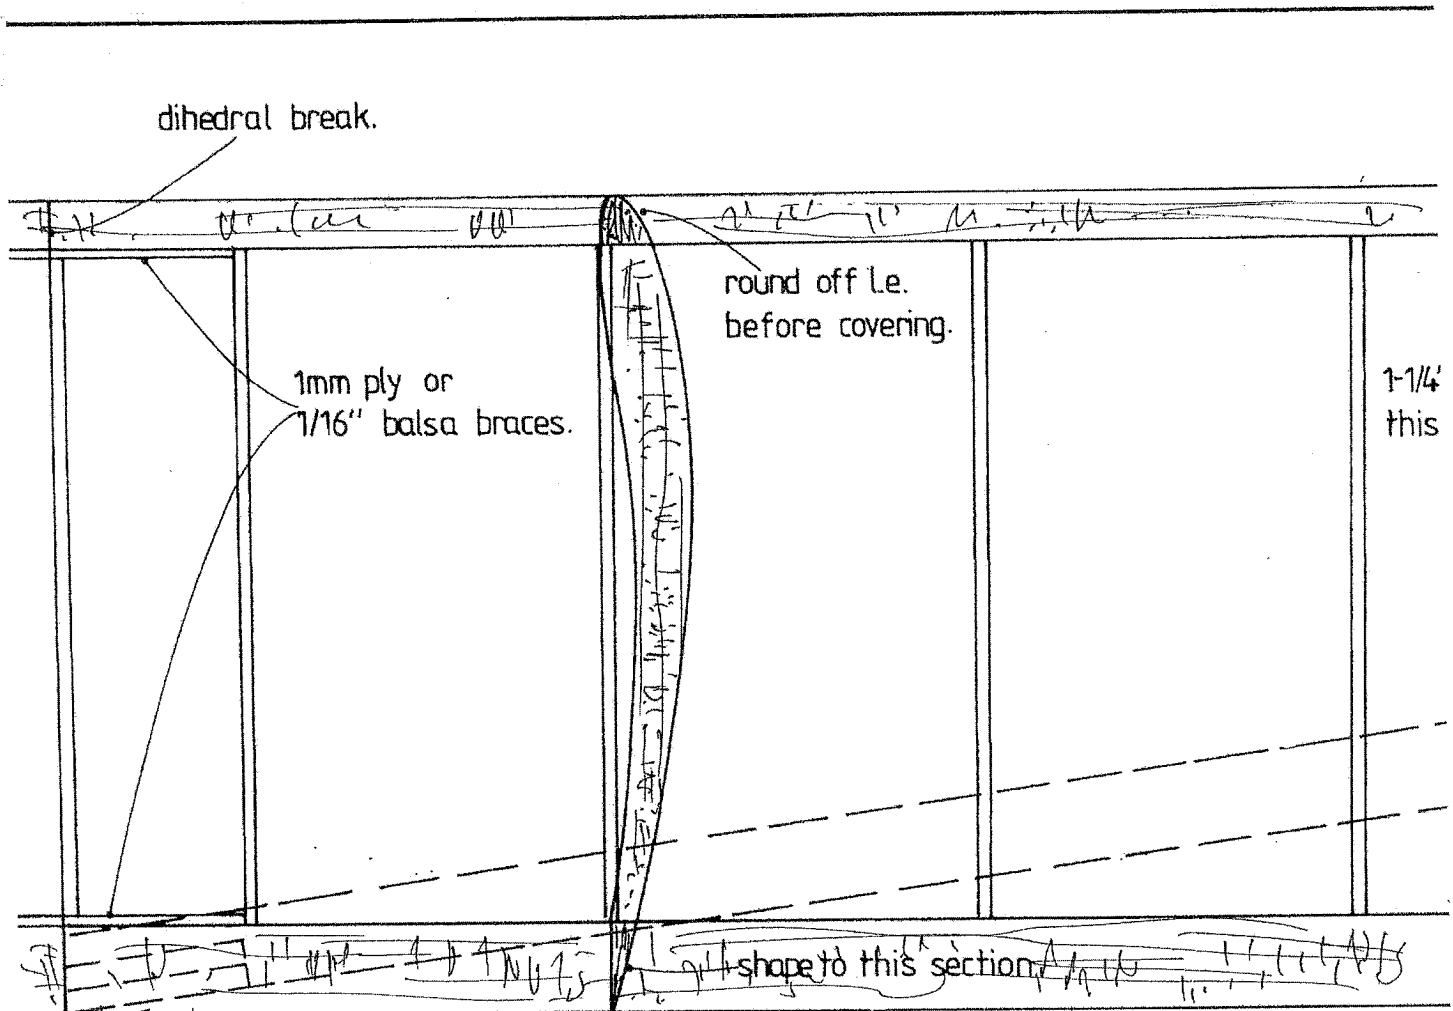 dihedral break.
round off l.e.
before covering.
1mm ply or
1/16" balsa braces.
1-1/4"
this
shape to this section.